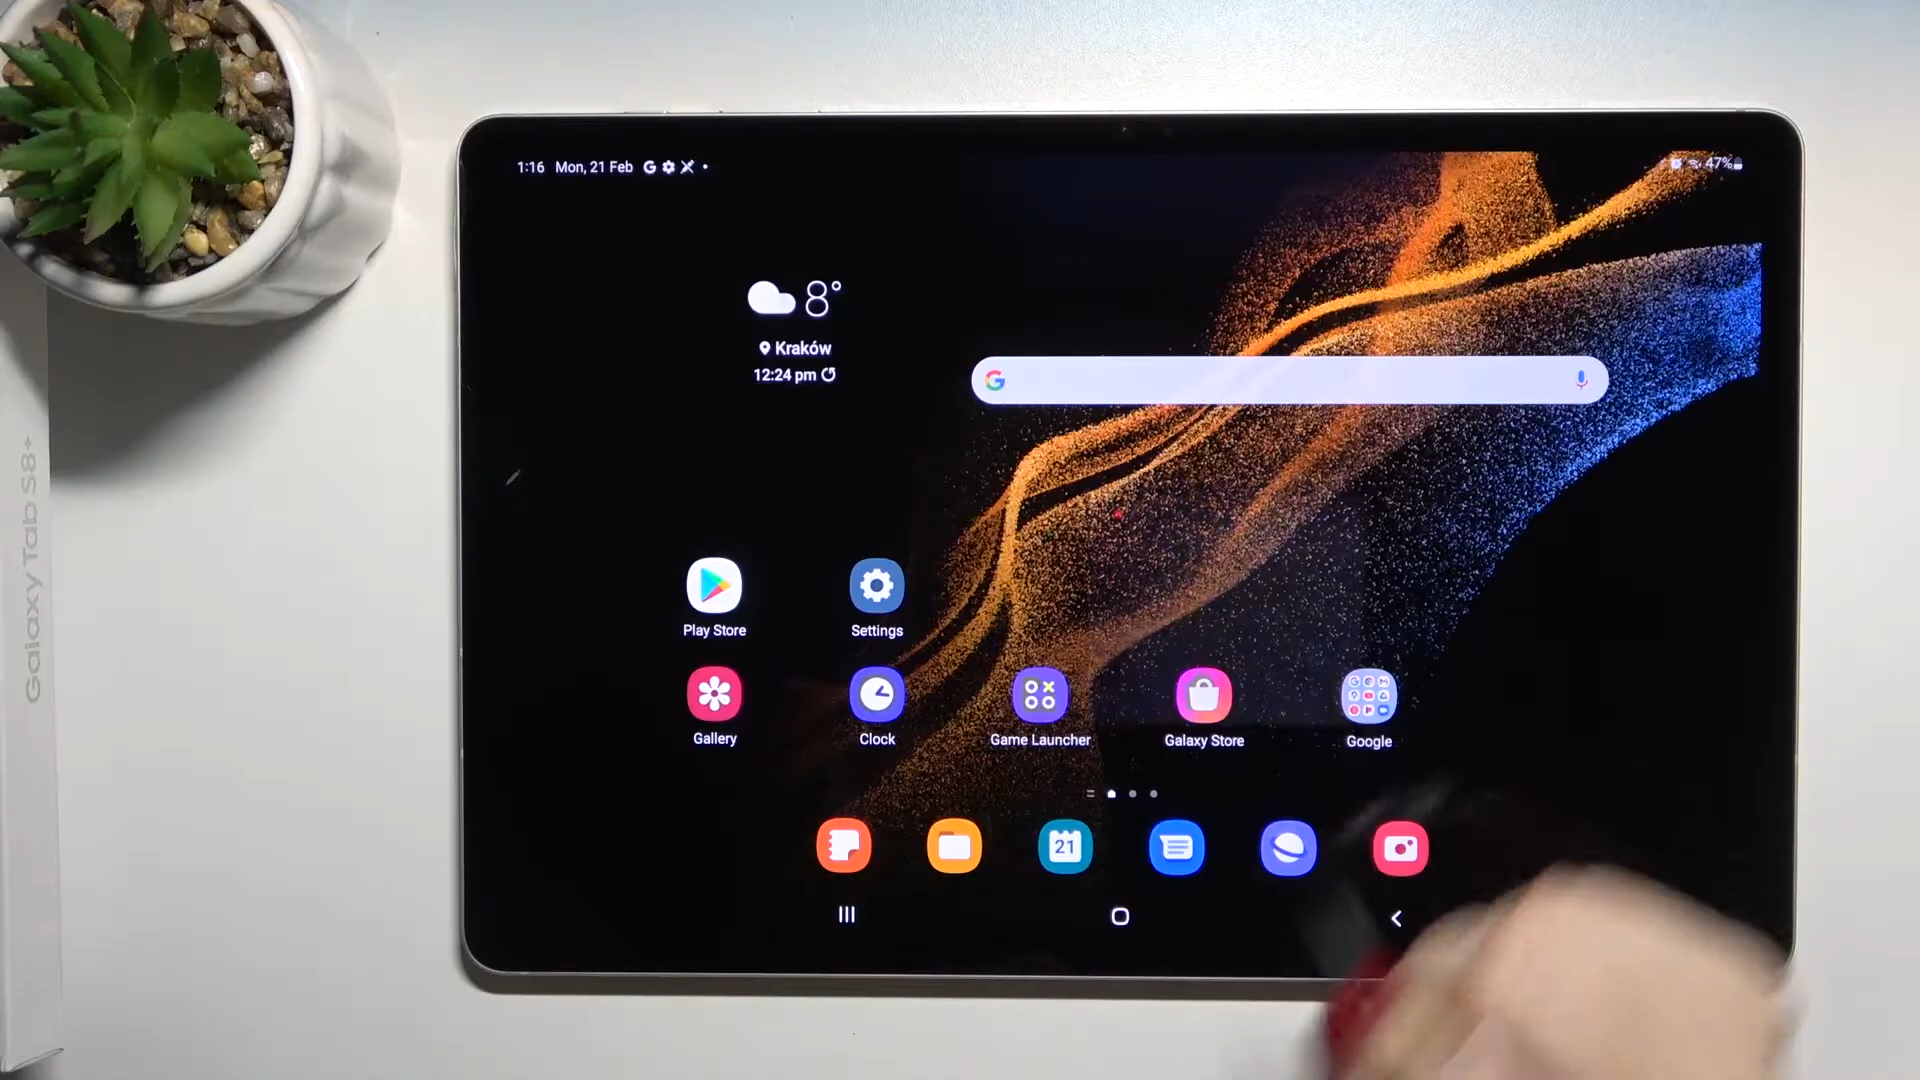 1:16 Mon, 21 Feb
47%
8°
Kraków
12:24 pm
Play Store
Settings
Gallery
Clock
Game Launcher
Galaxy Store
Google
21
Galaxy Tab S8+